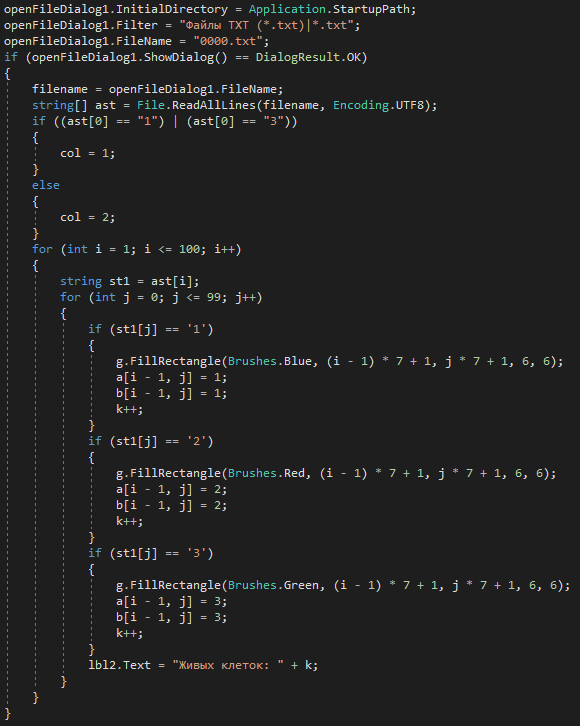 openFileDialog1.InitialDirectory = Application.StartupPath;
openFileDialog1.Filter = "Файлы TXT (*.txt)|*.txt";
openFileDialog1.FileName = "0000.txt";
if (openFileDialog1.ShowDialog() == DialogResult.OK)
{
    filename = openFileDialog1.FileName;
    string[] ast = File.ReadAllLines(filename, Encoding.UTF8);
    if ((ast[0] == "1") | (ast[0] == "3"))
    {
        col = 1;
    }
    else
    {
        col = 2;
    }
    for (int i = 1; i <= 100; i++)
    {
        string st1 = ast[i];
        for (int j = 0; j <= 99; j++)
        {
            if (st1[j] == '1')
            {
                g.FillRectangle(Brushes.Blue, (i - 1) * 7 + 1, j * 7 + 1, 6, 6);
                a[i - 1, j] = 1;
                b[i - 1, j] = 1;
                k++;
            }
            if (st1[j] == '2')
            {
                g.FillRectangle(Brushes.Red, (i - 1) * 7 + 1, j * 7 + 1, 6, 6);
                a[i - 1, j] = 2;
                b[i - 1, j] = 2;
                k++;
            }
            if (st1[j] == '3')
            {
                g.FillRectangle(Brushes.Green, (i - 1) * 7 + 1, j * 7 + 1, 6, 6);
                a[i - 1, j] = 3;
                b[i - 1, j] = 3;
                k++;
            }
            lbl2.Text = "Живых клеток: " + k;
        }
    }
}